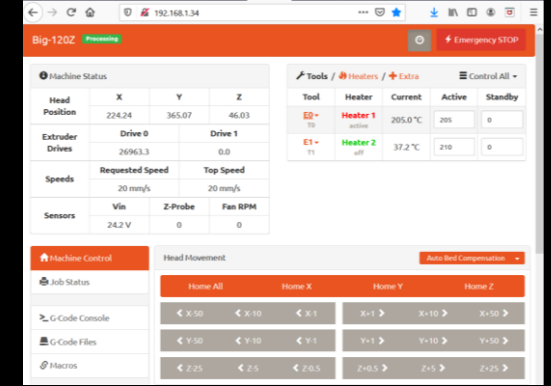 192.168.1.34
Big-120Z Processing
Emergency STOP
Machine Status
Head Position X Y Z
224.24 365.07 46.03
Extruder Drives Drive 0 Drive 1
26963.3 0.0
Speeds Requested Speed Top Speed
20 mm/s 20 mm/s
Sensors Vin Z-Probe Fan RPM
24.2 V 0 0
Tools / Heaters / Extra Control All
Tool Heater Current Active Standby
E0 Heater 1 205.0 °C 205 0
T0 active
E1 Heater 2 37.2 °C 210 0
T1 off
Machine Control
Job Status
G-Code Console
G-Code Files
Macros
Head Movement Auto Bed Compensation
Home All Home X Home Y Home Z
X-50 X-10 X-1 X+1 X+10 X+50
Y-50 Y-10 Y-1 Y+1 Y+10 Y+50
Z-25 Z-5 Z-0.5 Z+0.5 Z+5 Z+25